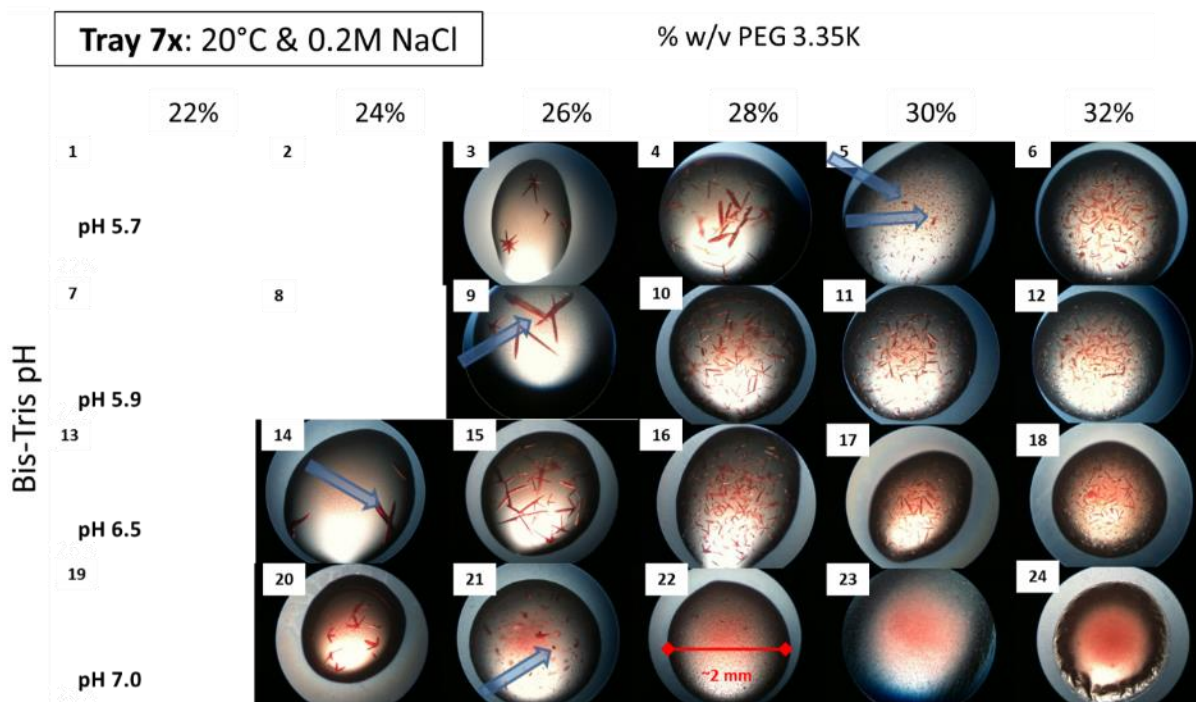 Tray 7x: 20°C & 0.2M NaCl
% w/v PEG 3.35K
22% 24% 26% 28% 30% 32%
1 2 3 4 5 6
pH 5.7
22%
7 8 9 10 11 12
pH 5.9
13 14 15 16 17 18
pH 6.5
19 20 21 22 23 24
~2 mm
pH 7.0
Bis-Tris pH